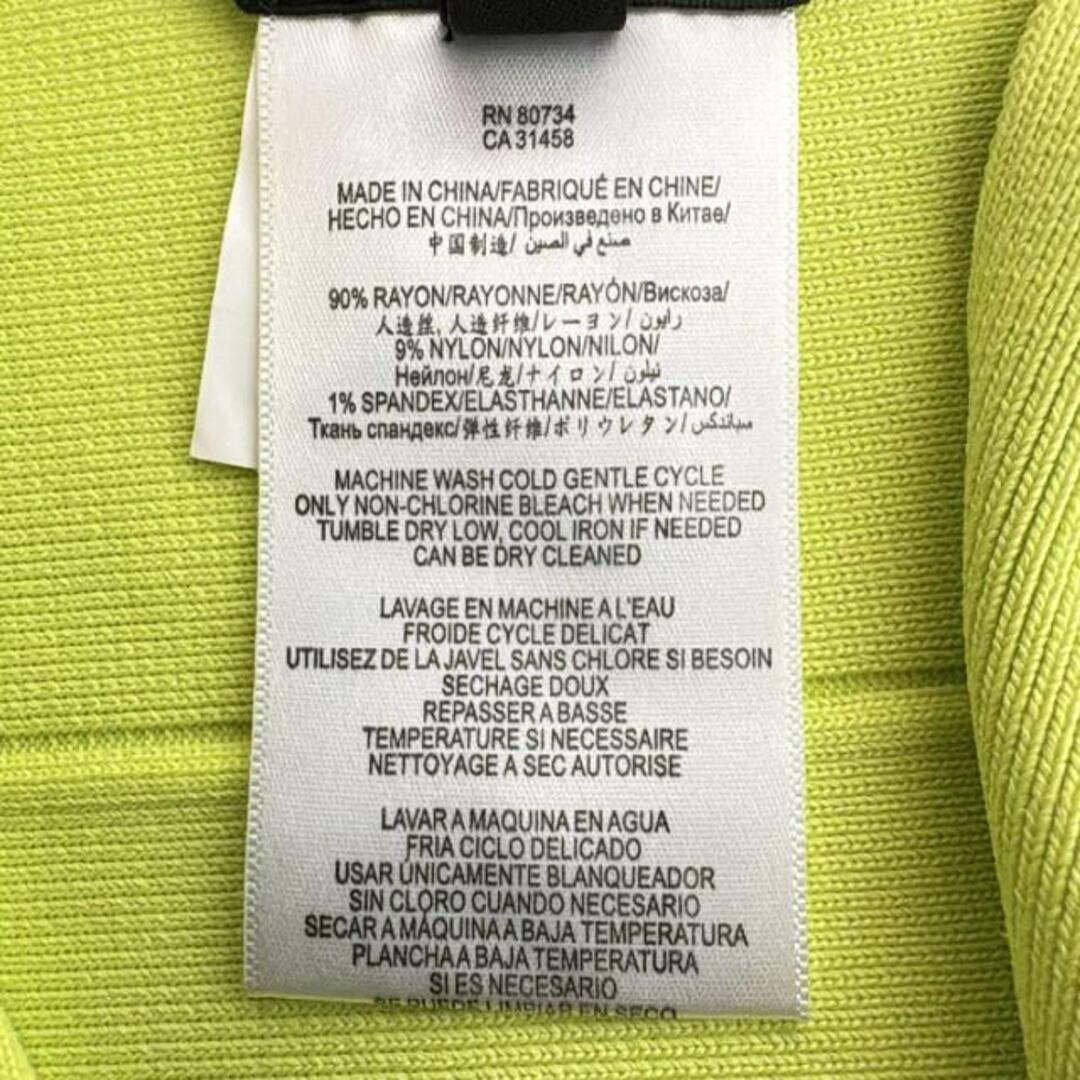 RN 80734
CA 31458
MADE IN CHINA/FABRIQUÉ EN CHINE/
HECHO EN CHINA/Произведено в Китае/
中国制造/ صنع في الصين
90% RAYON/RAYONNE/RAYÓN/Вискоза/
人造丝, 人造纤维/レーヨン/ رايون
9% NYLON/NYLON/NILON/
Нейлон/尼龙/ナイロン/ نيلون
1% SPANDEX/ELASTHANNE/ELASTANO/
Ткань спандекс/弹性纤维/ポリウレタン/ سباندكس
MACHINE WASH COLD GENTLE CYCLE
ONLY NON-CHLORINE BLEACH WHEN NEEDED
TUMBLE DRY LOW, COOL IRON IF NEEDED
CAN BE DRY CLEANED
LAVAGE EN MACHINE A L'EAU
FROIDE CYCLE DELICAT
UTILISEZ DE LA JAVEL SANS CHLORE SI BESOIN
SECHAGE DOUX
REPASSER A BASSE
TEMPERATURE SI NECESSAIRE
NETTOYAGE A SEC AUTORISE
LAVAR A MAQUINA EN AGUA
FRIA CICLO DELICADO
USAR ÚNICAMENTE BLANQUEADOR
SIN CLORO CUANDO NECESARIO
SECAR A MÁQUINA A BAJA TEMPERATURA
PLANCHA A BAJA TEMPERATURA
SI ES NECESARIO
SE PUEDE LIMPIAR EN SECO